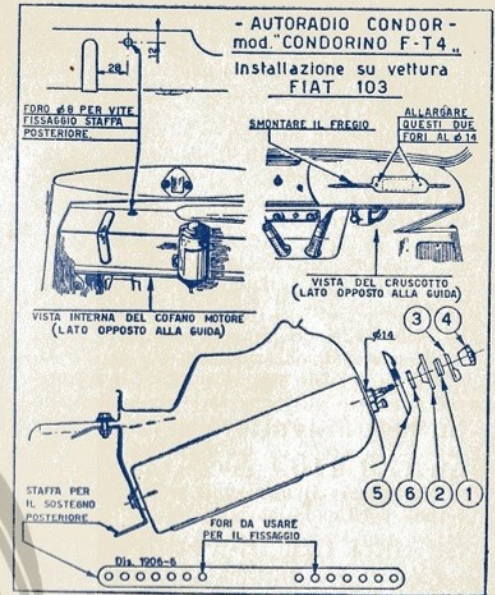 - AUTORADIO CONDOR -
mod."CONDORINO F-T4„
Installazione su vettura
FIAT 103
28
12
FORO ø 8 PER VITE
FISSAGGIO STAFFA
POSTERIORE.
SMONTARE IL FREGIO
ALLARGARE
QUESTI DUE
FORI AL ø 14
VISTA INTERNA DEL COFANO MOTORE
(LATO OPPOSTO ALLA GUIDA)
VISTA DEL CRUSCOTTO
(LATO OPPOSTO ALLA GUIDA)
ø14
3
4
5
6
2
1
STAFFA PER
IL SOSTEGNO
POSTERIORE
FORI DA USARE
PER IL FISSAGGIO
Dis. 1906-6